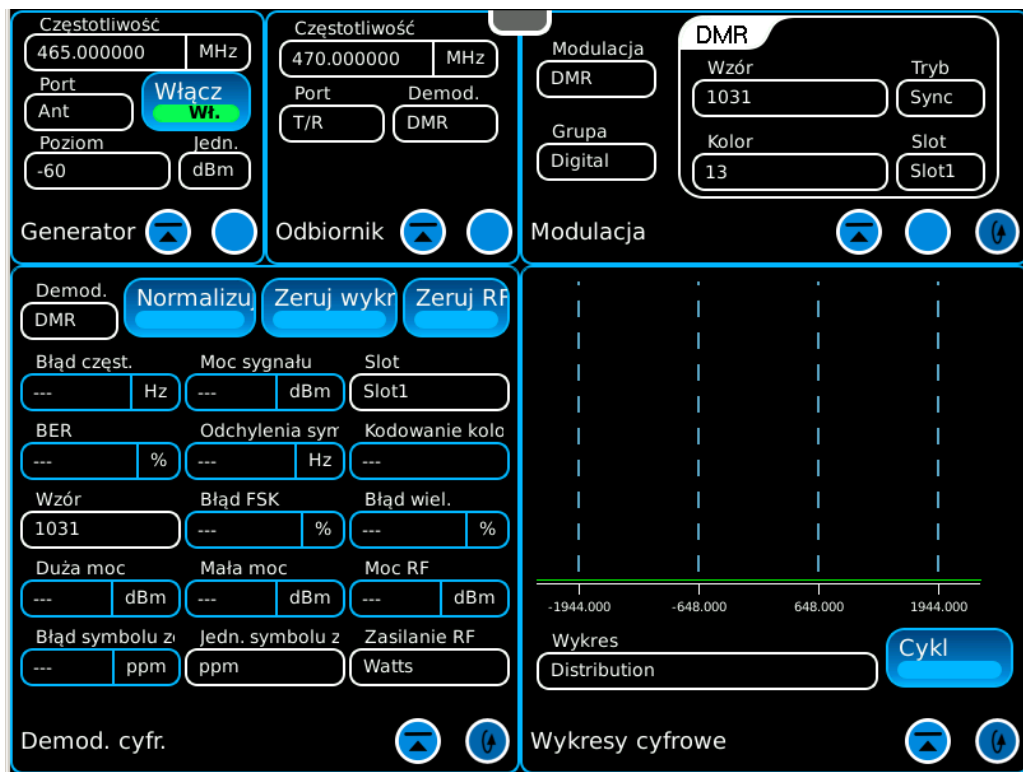 Częstotliwość
465.000000 MHz
Port
Ant
Włącz
Wł.
Poziom Jedn.
-60 dBm
Generator
Częstotliwość
470.000000 MHz
Port Demod.
T/R DMR
Odbiornik
Modulacja
DMR
Grupa
Digital
DMR
Wzór Tryb
1031 Sync
Kolor Slot
13 Slot1
Modulacja
Demod.
DMR
Normalizuj Zeruj wykr Zeruj RF
Błąd częst. Moc sygnału Slot
--- Hz --- dBm Slot1
BER Odchylenia sym Kodowanie kolo
--- % --- Hz ---
Wzór Błąd FSK Błąd wiel.
1031 --- % --- %
Duża moc Mała moc Moc RF
--- dBm --- dBm --- dBm
Błąd symbolu ze Jedn. symbolu z Zasilanie RF
--- ppm ppm Watts
Demod. cyfr.
-1944.000 -648.000 648.000 1944.000
Wykres
Distribution
Cykl
Wykresy cyfrowe